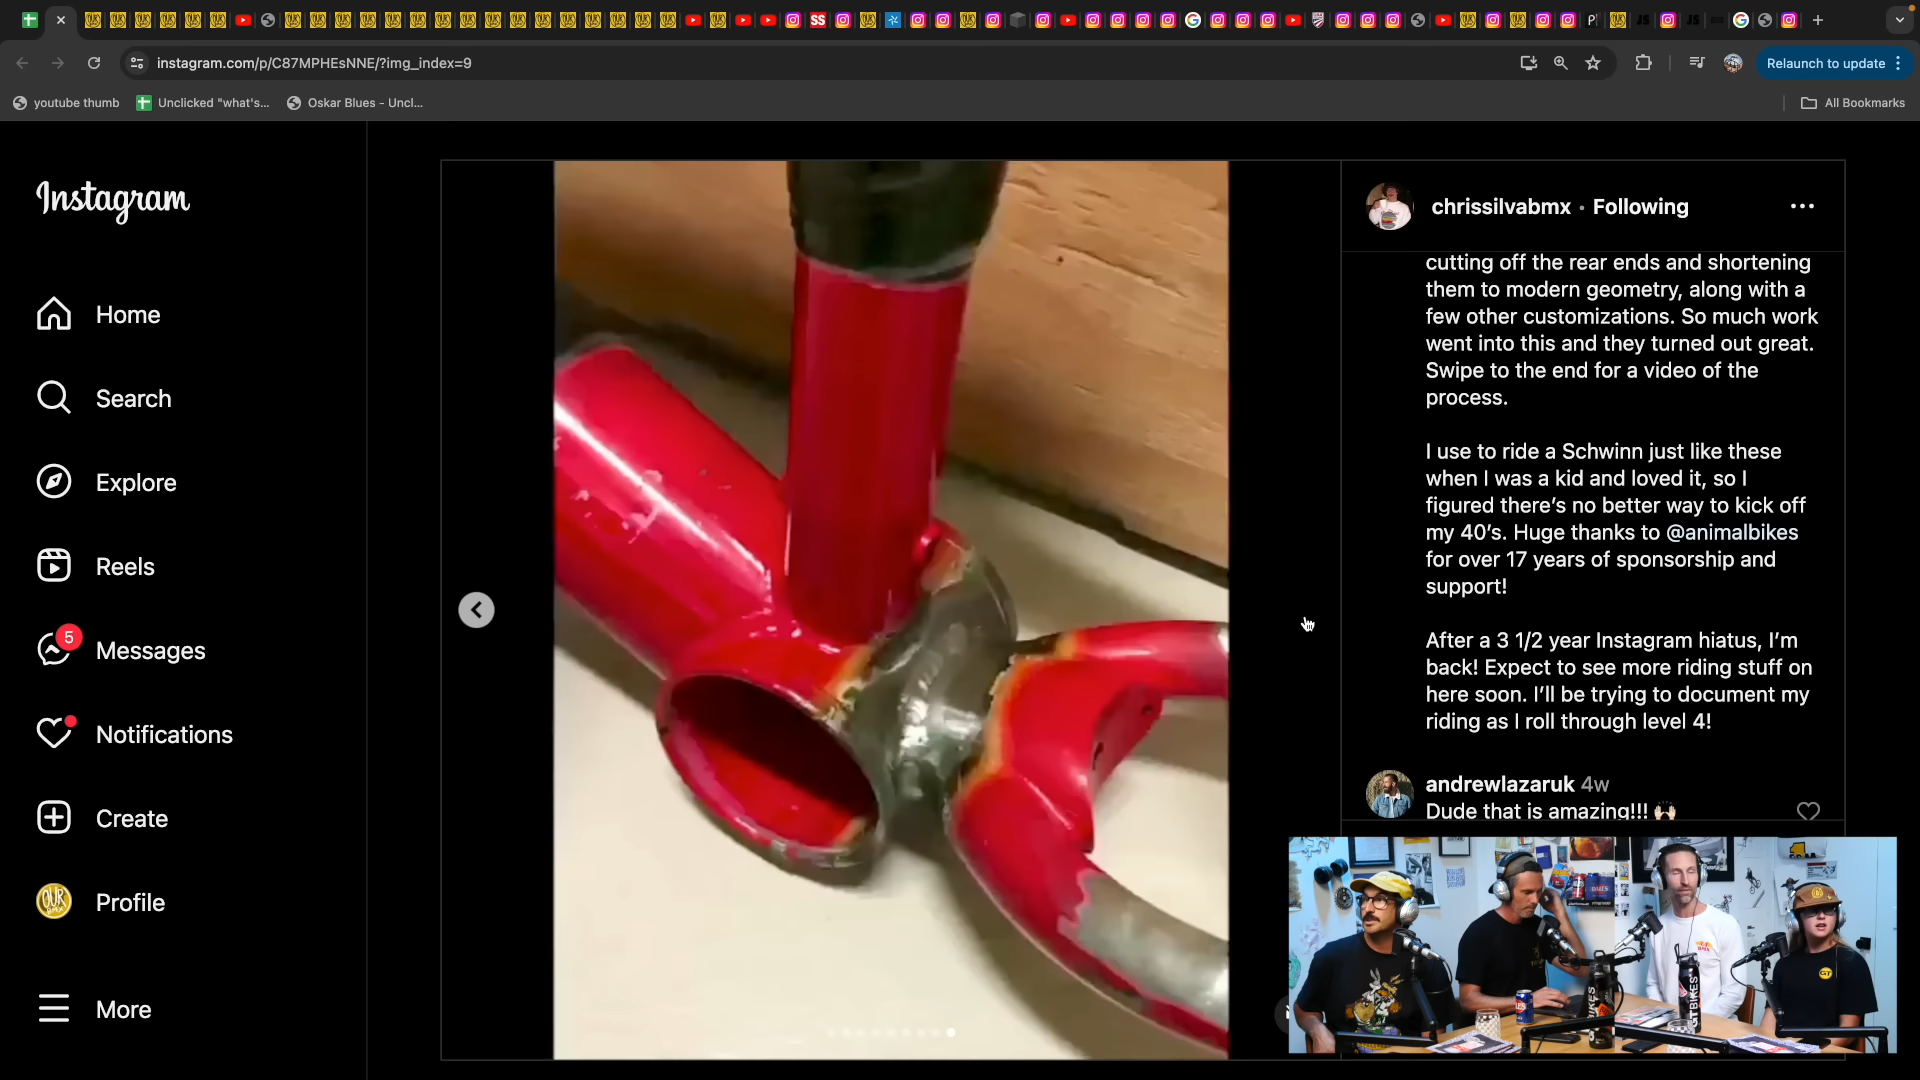 instagram.com/p/C87MPHEsNNE/?img_index=9
Relaunch to update
youtube thumb
Unclicked "what's...
Oskar Blues - Uncl...
All Bookmarks
Instagram
Home
Search
Explore
Reels
5
Messages
Notifications
Create
Profile
More
chrissilvabmx • Following
cutting off the rear ends and shortening
them to modern geometry, along with a
few other customizations. So much work
went into this and they turned out great.
Swipe to the end for a video of the
process.
I use to ride a Schwinn just like these
when I was a kid and loved it, so I
figured there's no better way to kick off
my 40's. Huge thanks to @animalbikes
for over 17 years of sponsorship and
support!
After a 3 1/2 year Instagram hiatus, I'm
back! Expect to see more riding stuff on
here soon. I'll be trying to document my
riding as I roll through level 4!
andrewlazaruk 4w
Dude that is amazing!!! 🙌🏻
GT
GT BIKES